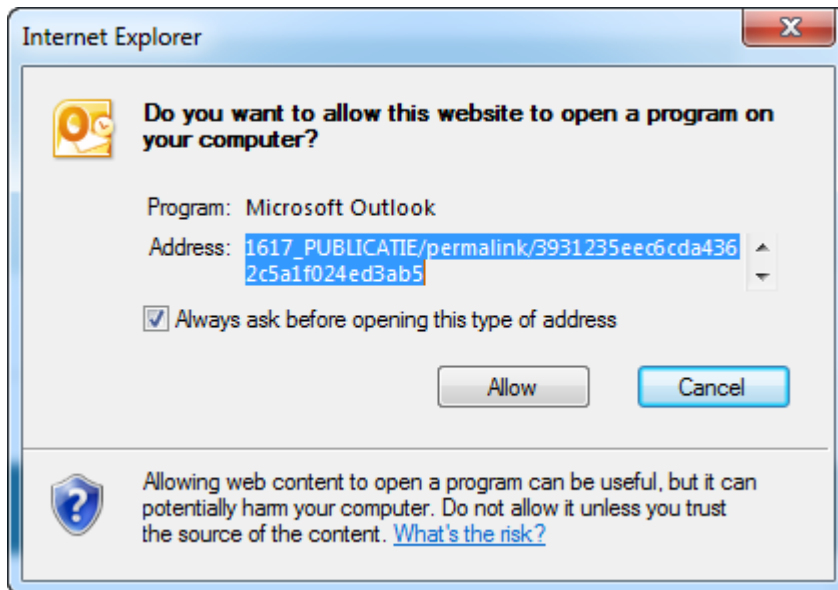 Internet Explorer
Do you want to allow this website to open a program on
your computer?
Program: Microsoft Outlook
Address: 1617_PUBLICATIE/permalink/3931235eec6cda436
2c5a1f024ed3ab5
Always ask before opening this type of address
Allow Cancel
Allowing web content to open a program can be useful, but it can
potentially harm your computer. Do not allow it unless you trust
the source of the content. What's the risk?